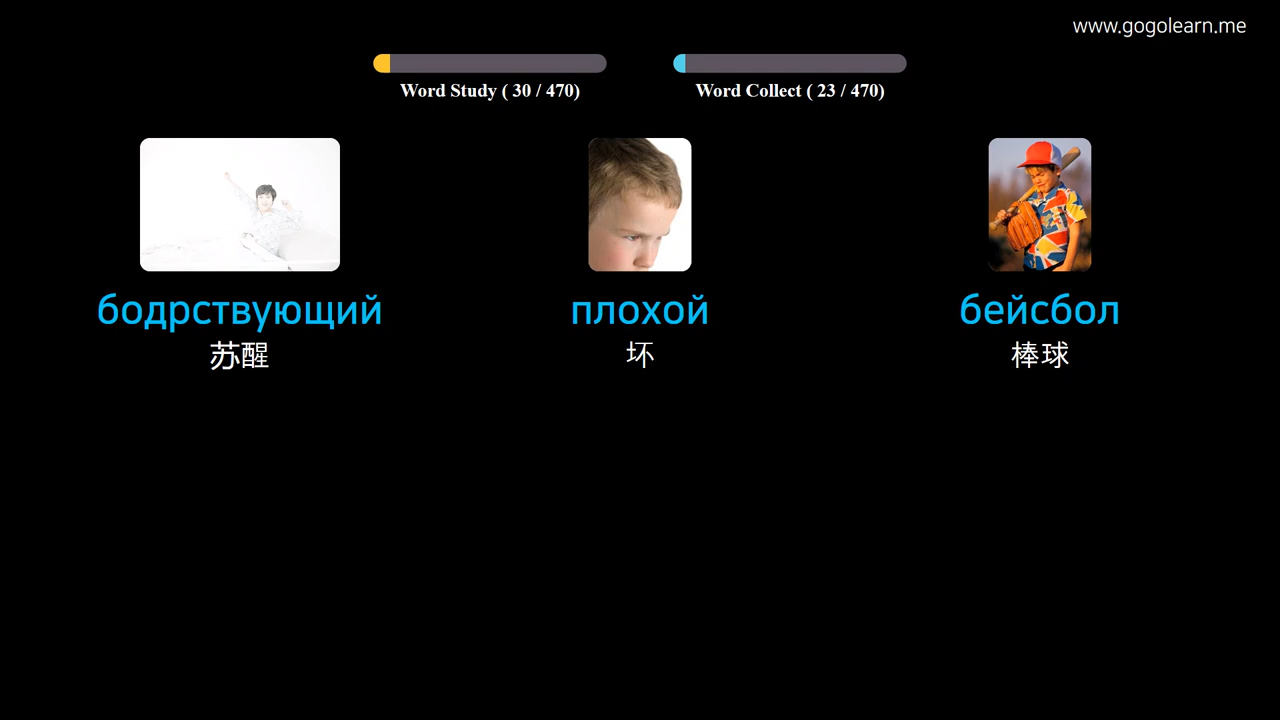 www.gogolearn.me
Word Study ( 30 / 470)
Word Collect ( 23 / 470)
бодрствующий
苏醒
плохой
坏
бейсбол
棒球